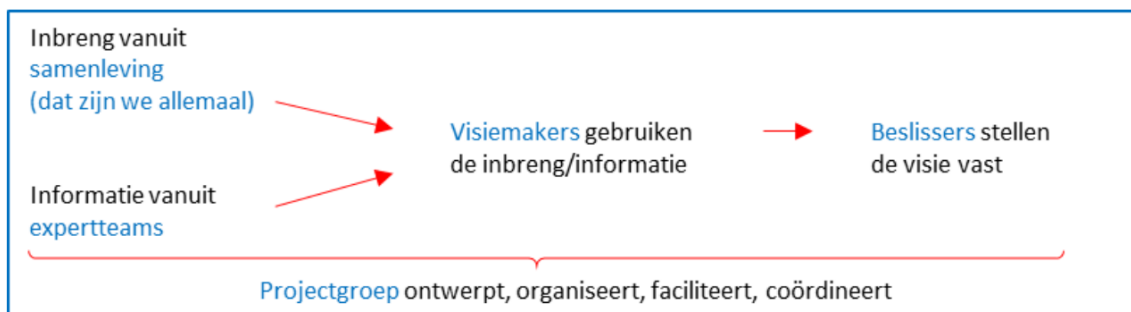 Inbreng vanuit
samenleving
(dat zijn we allemaal)
Informatie vanuit
expertteams
Visiemakers gebruiken
de inbreng/informatie
Beslissers stellen
de visie vast
Projectgroep ontwerpt, organiseert, faciliteert, coördineert